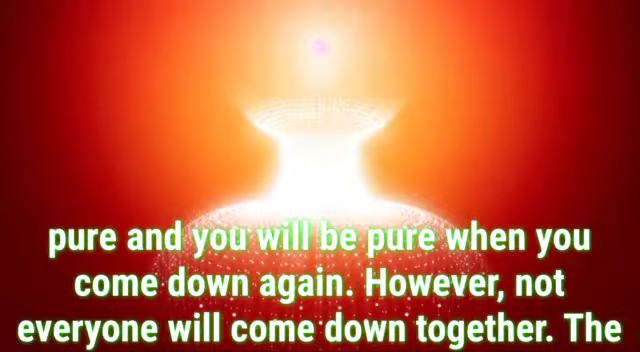 pure and you will be pure when you
come down again. However, not
everyone will come down together. The